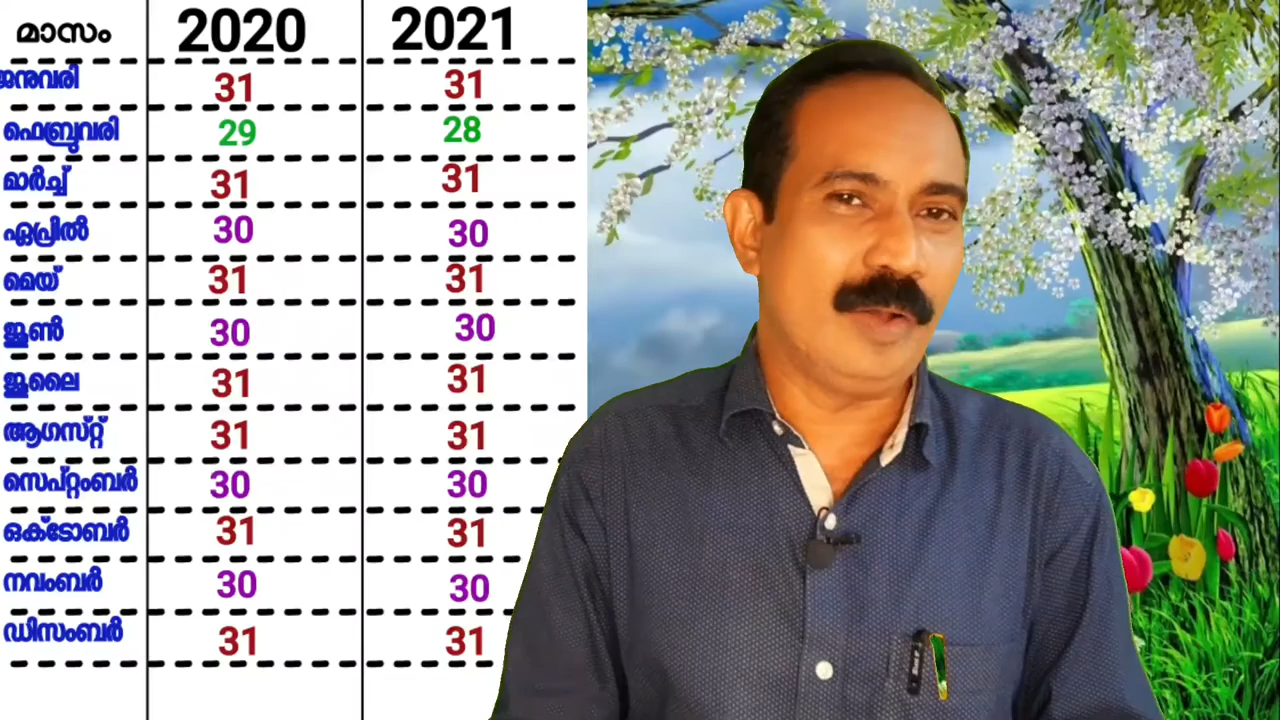 മാസം 2020 2021
ജനുവരി 31 31
ഫെബ്രുവരി 29 28
മാർച്ച് 31 31
ഏപ്രിൽ 30 30
മെയ് 31 31
ജൂൺ 30 30
ജൂലൈ 31 31
ആഗസ്റ്റ് 31 31
സെപ്റ്റംബർ 30 30
ഒക്ടോബർ 31 31
നവംബർ 30 30
ഡിസംബർ 31 31